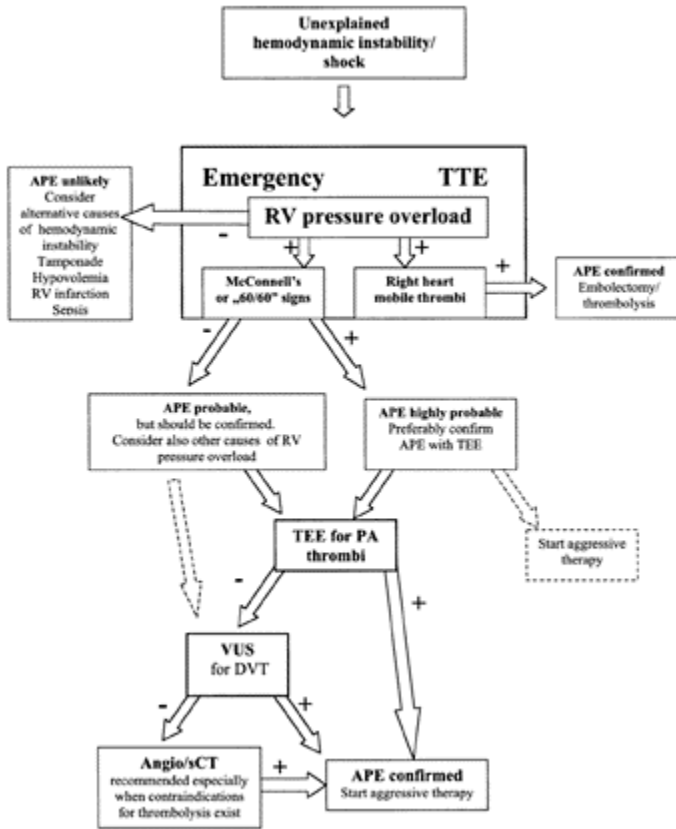 Unexplained
hemodynamic instability/
shock
Emergency TTE
RV pressure overload
APE unlikely
Consider
alternative causes
of hemodynamic
instability
Tamponade
Hypovolemia
RV infarction
Sepsis
-
+
+
McConnell's
or „60/60" signs
Right heart
mobile thrombi
+
APE confirmed
Embolectomy/
thrombolysis
-
+
APE probable,
but should be confirmed.
Consider also other causes of RV
pressure overload
APE highly probable
Preferably confirm
APE with TEE
TEE for PA
thrombi
Start aggressive
therapy
-
+
VUS
for DVT
-
+
Angio/sCT
recommended especially
when contraindications
for thrombolysis exist
+
APE confirmed
Start aggressive therapy